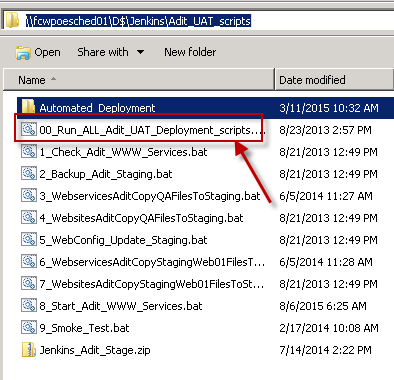 \\fcwpoesched01\D$\Jenkins\Adit_UAT_scripts
Open Share with New folder
Name Date modified
Automated_Deployment 3/11/2015 10:32 AM
00_Run_ALL_Adit_UAT_Deployment_scripts.... 8/23/2013 2:57 PM
1_Check_Adit_WWW_Services.bat 8/21/2013 12:49 PM
2_Backup_Adit_Staging.bat 8/21/2013 12:49 PM
3_WebservicesAditCopyQAFilesToStaging.bat 6/5/2014 11:27 AM
4_WebsitesAditCopyQAFilesToStaging.bat 8/21/2013 12:49 PM
5_WebConfig_Update_Staging.bat 8/21/2013 12:49 PM
6_WebservicesAditCopyStagingWeb01FilesT... 6/5/2014 11:28 AM
7_WebsitesAditCopyStagingWeb01FilesToSt... 8/21/2013 12:49 PM
8_Start_Adit_WWW_Services.bat 8/6/2015 6:25 AM
9_Smoke_Test.bat 2/17/2014 10:08 AM
Jenkins_Adit_Stage.zip 7/14/2014 2:22 PM